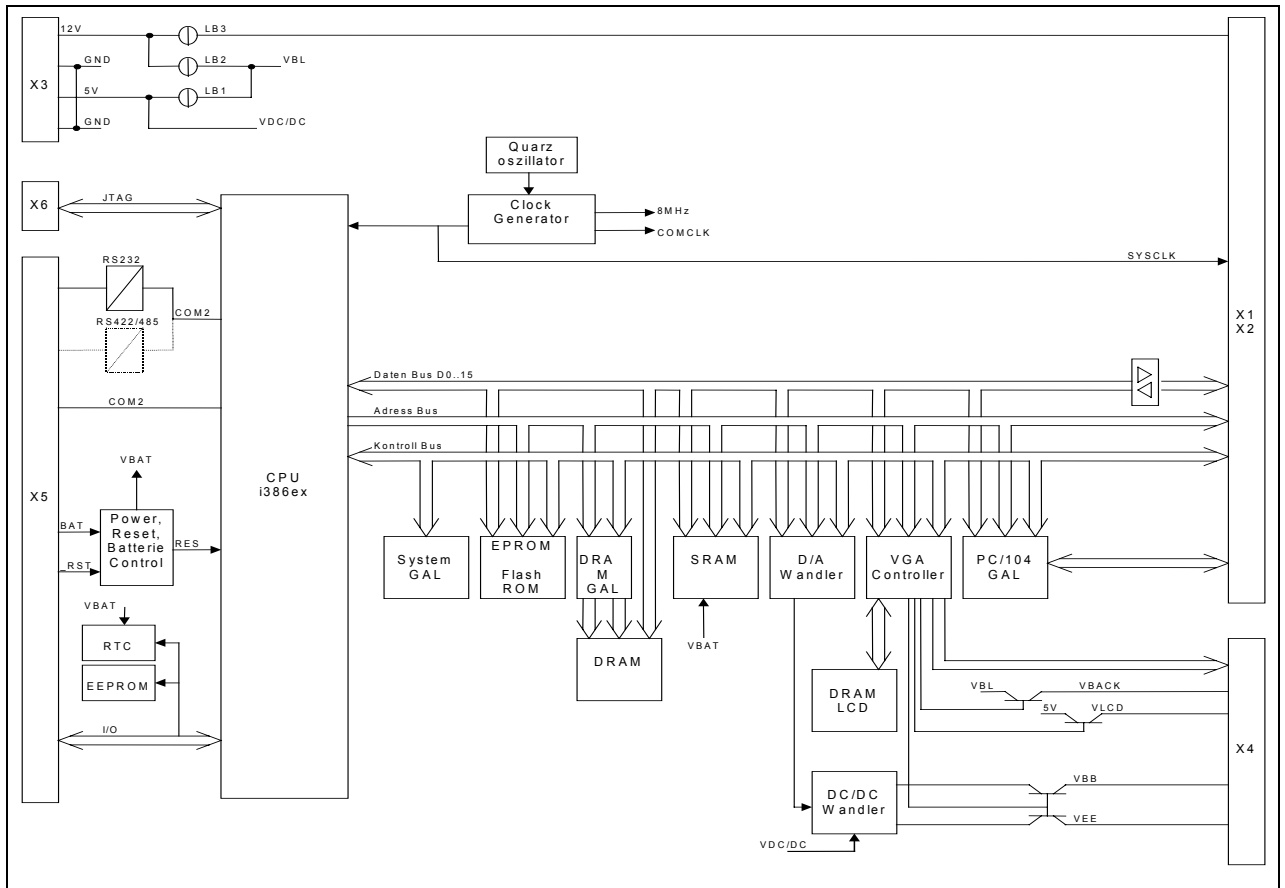 12V
LB3
GND
LB2
VBL
X3
5V
LB1
GND
VDC/DC
Quarz
oszillator
X6
JTAG
Clock
Generator
8MHz
COMCLK
SYSCLK
RS232
COM2
RS422/485
X1
X2
Daten Bus D0..15
COM2
Adress Bus
Kontroll Bus
VBAT
CPU
i386ex
X5
BAT
Power,
Reset,
Batterie
Control
RES
_RST
System
GAL
EPROM
Flash
ROM
DRA
M
GAL
SRAM
D/A
Wandler
VGA
Controller
PC/104
GAL
VBAT
RTC
VBAT
DRAM
EEPROM
DRAM
LCD
VBL
VBACK
5V
VLCD
I/O
X4
DC/DC
Wandler
VBB
VEE
VDC/DC